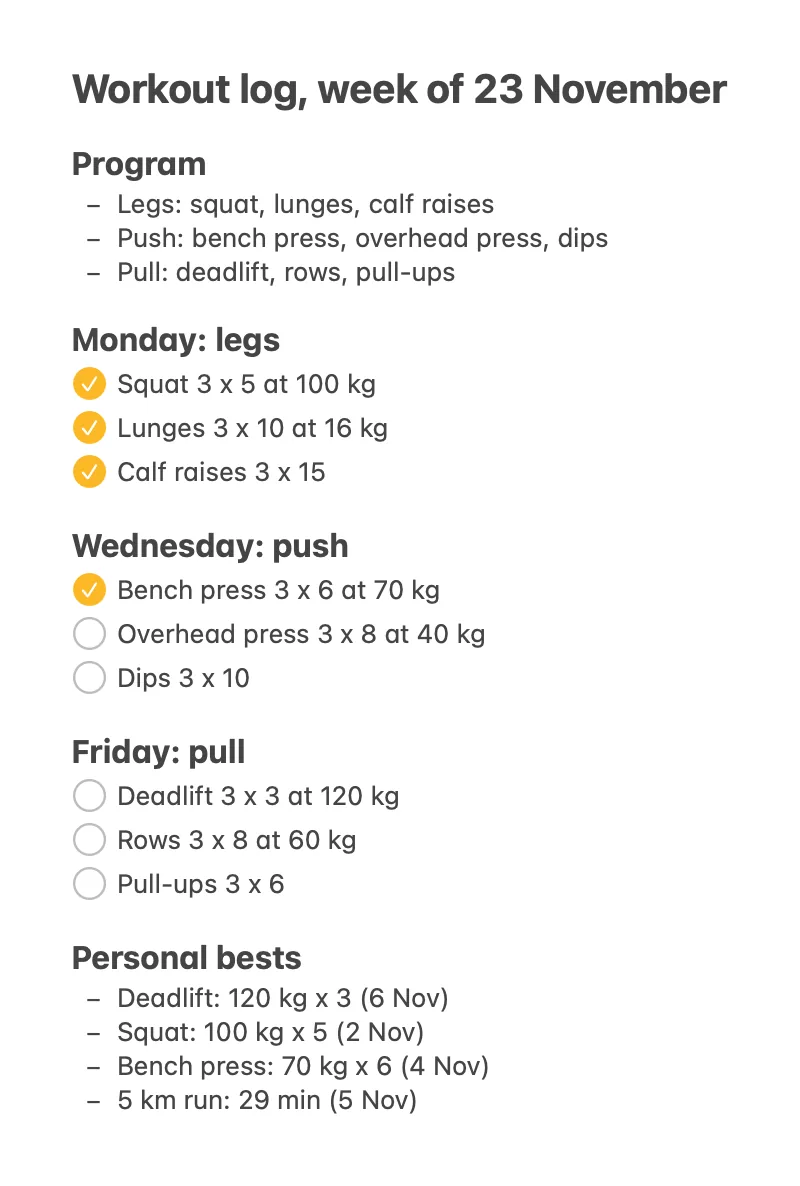 Workout log, week of 23 November
Program
– Legs: squat, lunges, calf raises
– Push: bench press, overhead press, dips
– Pull: deadlift, rows, pull-ups
Monday: legs
Squat 3 x 5 at 100 kg
Lunges 3 x 10 at 16 kg
Calf raises 3 x 15
Wednesday: push
Bench press 3 x 6 at 70 kg
Overhead press 3 x 8 at 40 kg
Dips 3 x 10
Friday: pull
Deadlift 3 x 3 at 120 kg
Rows 3 x 8 at 60 kg
Pull-ups 3 x 6
Personal bests
– Deadlift: 120 kg x 3 (6 Nov)
– Squat: 100 kg x 5 (2 Nov)
– Bench press: 70 kg x 6 (4 Nov)
– 5 km run: 29 min (5 Nov)